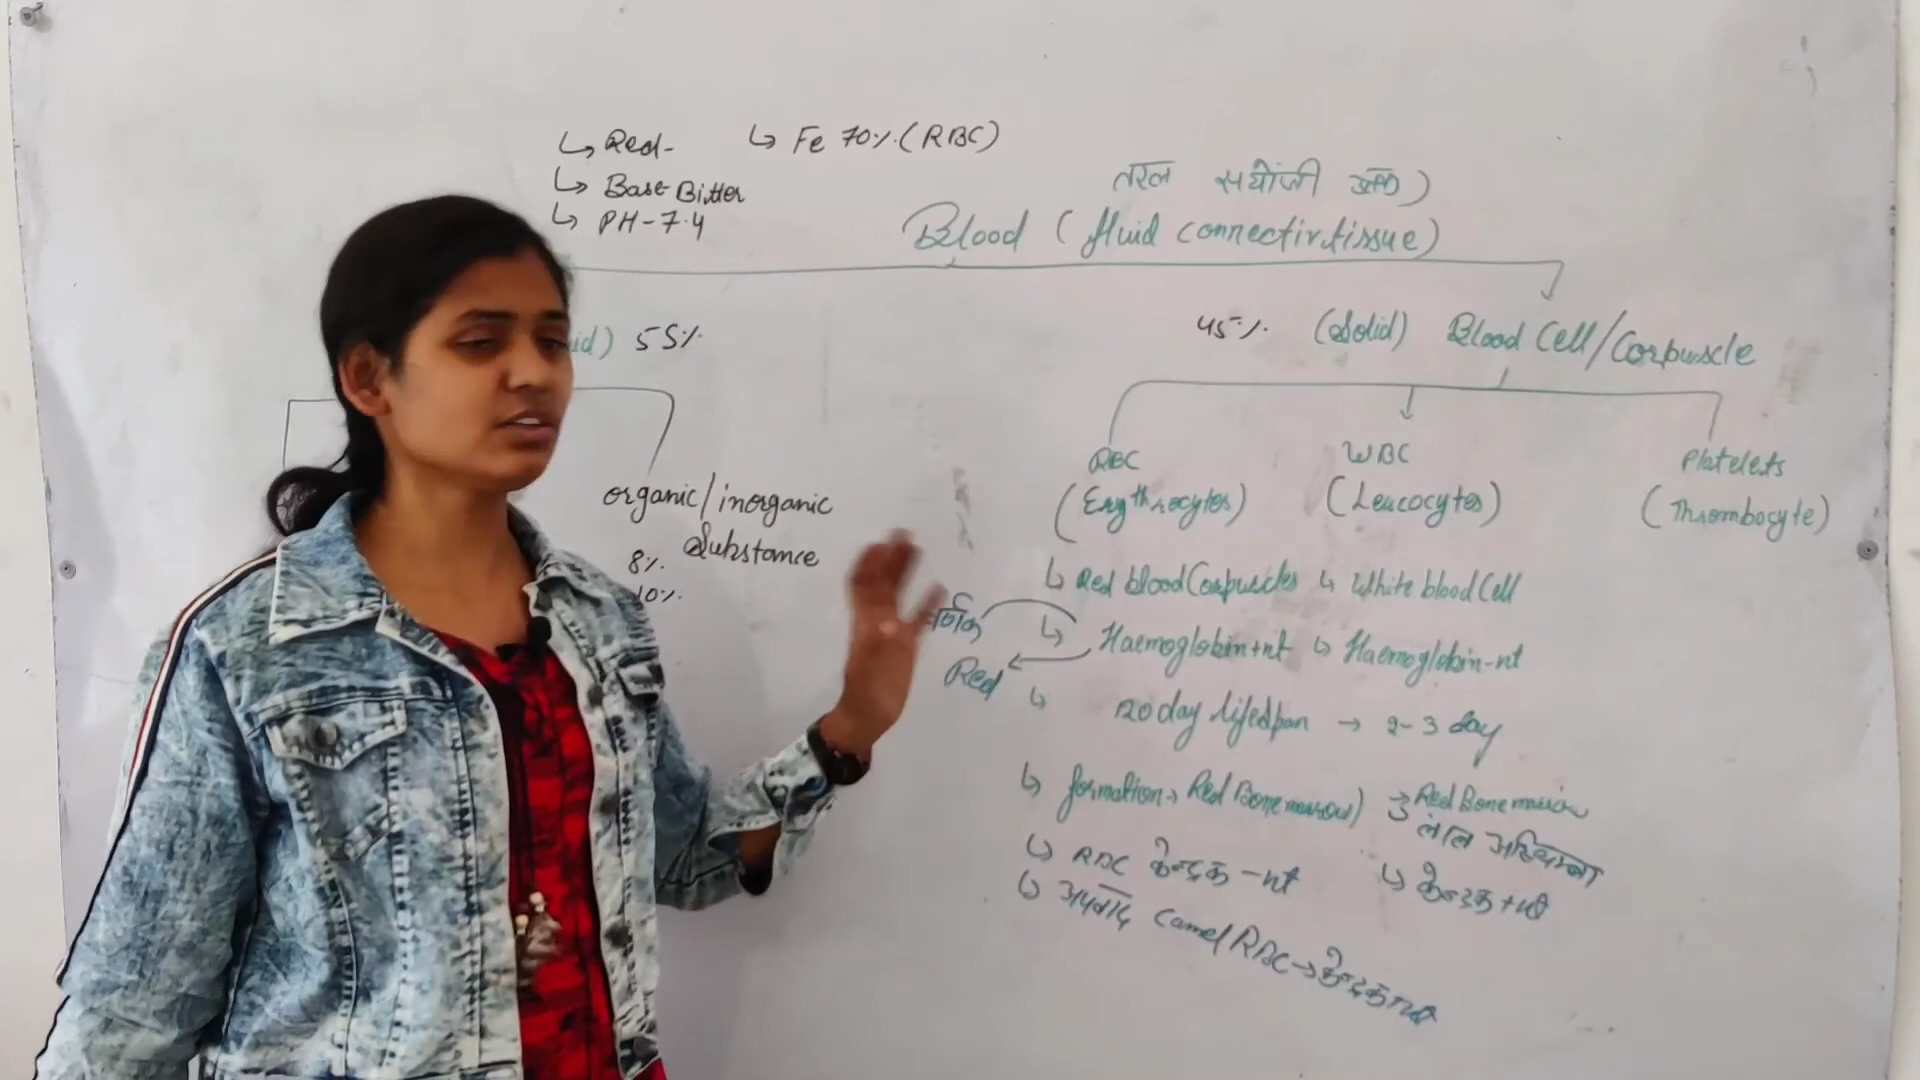 ↳ Red- ↳ Fe 70%. (RBC)
↳ Base Bitter
↳ PH-7.4
तरल सयोंजी ऊतक)
Blood (fluid connectiv.tissue)
id) 55%.
45%. (Solid) Blood Cell/Corpuscle
RBC WBC Platelets
(Erythrocytes) (Leucocytes) (Thrombocyte)
organic/inorganic
Substance
8%.
10%.
↳ Red blood Corpuscles ↳ White blood Cell
↳ Haemoglobin+nt ↳ Haemoglobin-nt
Red
↳ 120 day lifespan → 2-3 day
↳ formation → Red Bone marrow) → Red Bone marrow
लाल
↳ RBC केन्द्रक -nt ↳ केन्द्रक +nt
↳ अपवाद Camel RBC → केन्द्रक